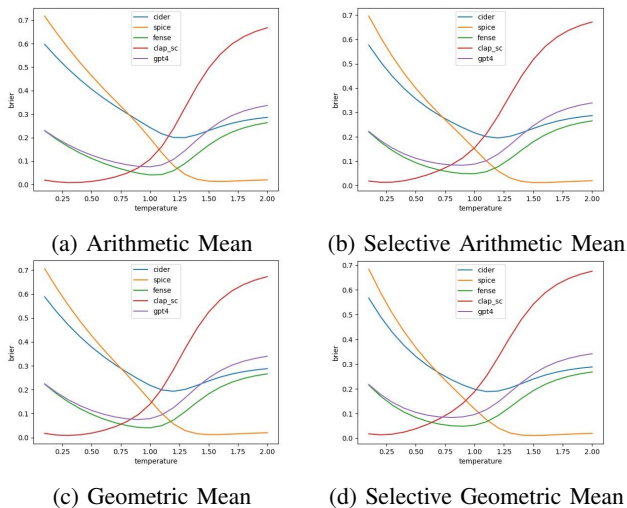 0.7
0.6
0.5
0.4
0.3
0.2
0.1
0.0
brier
cider
spice
fense
clap_sc
gpt4
0.25 0.50 0.75 1.00 1.25 1.50 1.75 2.00
temperature
(a) Arithmetic Mean
0.7
0.6
0.5
0.4
0.3
0.2
0.1
0.0
brier
cider
spice
fense
clap_sc
gpt4
0.25 0.50 0.75 1.00 1.25 1.50 1.75 2.00
temperature
(b) Selective Arithmetic Mean
0.7
0.6
0.5
0.4
0.3
0.2
0.1
0.0
brier
cider
spice
fense
clap_sc
gpt4
0.25 0.50 0.75 1.00 1.25 1.50 1.75 2.00
temperature
(c) Geometric Mean
0.7
0.6
0.5
0.4
0.3
0.2
0.1
0.0
brier
cider
spice
fense
clap_sc
gpt4
0.25 0.50 0.75 1.00 1.25 1.50 1.75 2.00
temperature
(d) Selective Geometric Mean